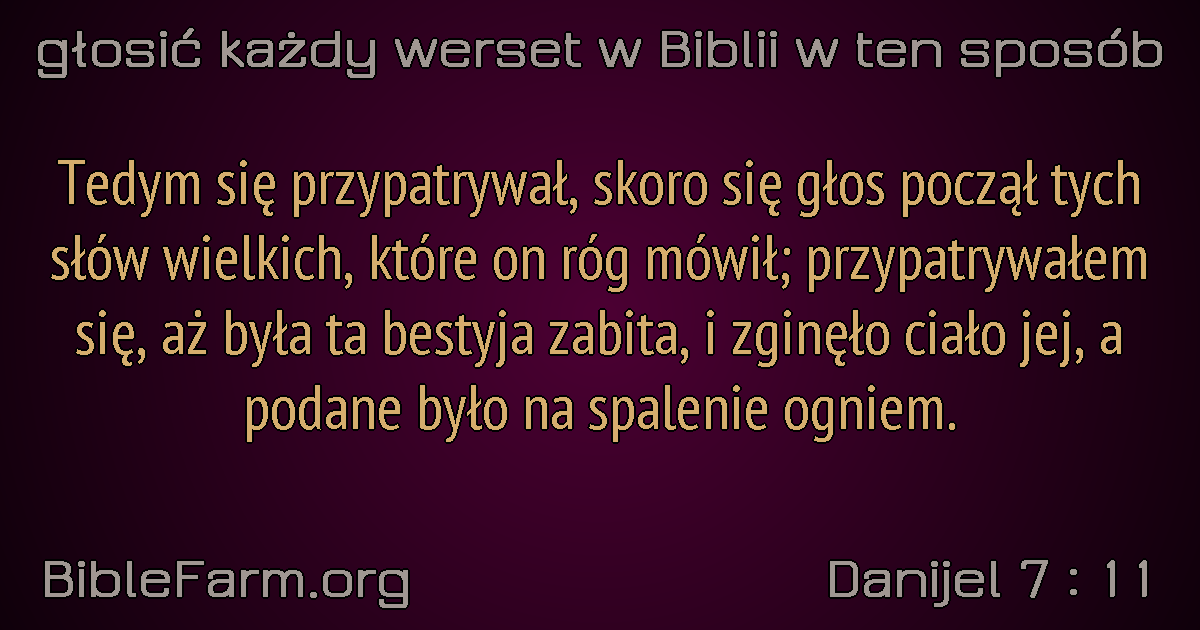 głosić każdy werset w Biblii w ten sposób
Tedym się przypatrywał, skoro się głos począł tych
słów wielkich, które on róg mówił; przypatrywałem
się, aż była ta bestyja zabita, i zginęło ciało jej, a
podane było na spalenie ogniem.
BibleFarm.org
Danijel 7 : 11